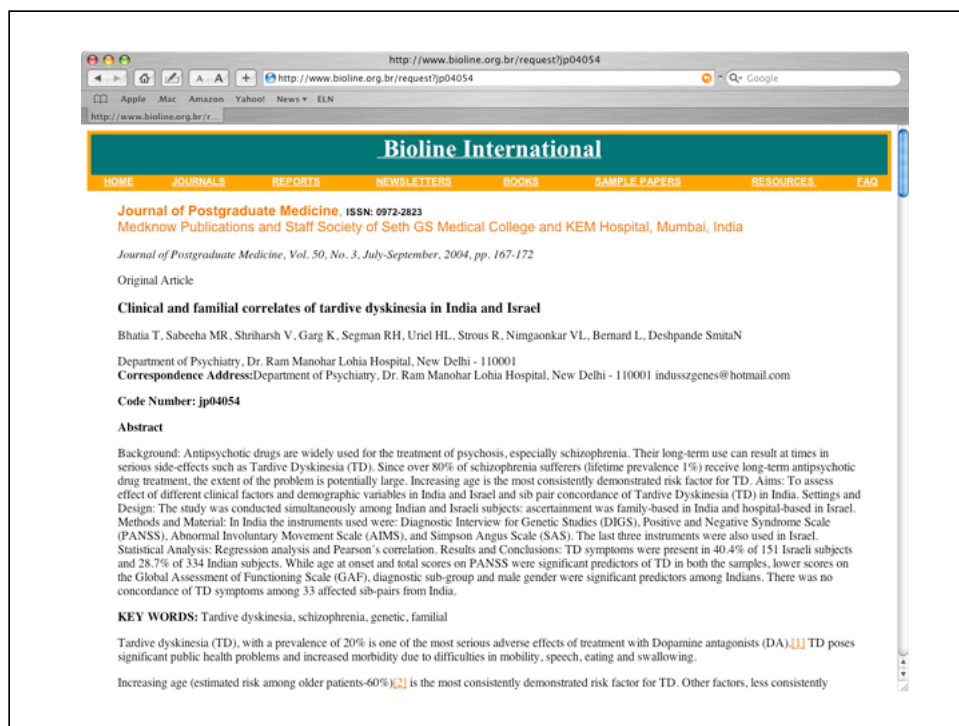 http://www.bioline.org.br/request?jp04054
A A + http://www.bioline.org.br/request?jp04054 Q Google
Apple .Mac Amazon Yahoo! News ELN
http://www.bioline.org.br/r...
Bioline International
HOME JOURNALS REPORTS NEWSLETTERS BOOKS SAMPLE PAPERS RESOURCES FAQ
Journal of Postgraduate Medicine, ISSN: 0972-2823
Medknow Publications and Staff Society of Seth GS Medical College and KEM Hospital, Mumbai, India
Journal of Postgraduate Medicine, Vol. 50, No. 3, July-September, 2004, pp. 167-172
Original Article
Clinical and familial correlates of tardive dyskinesia in India and Israel
Bhatia T, Sabeeha MR, Shriharsh V, Garg K, Segman RH, Uriel HL, Strous R, Nimgaonkar VL, Bernard L, Deshpande SmitaN
Department of Psychiatry, Dr. Ram Manohar Lohia Hospital, New Delhi - 110001
Correspondence Address:Department of Psychiatry, Dr. Ram Manohar Lohia Hospital, New Delhi - 110001 indusszgenes@hotmail.com
Code Number: jp04054
Abstract
Background: Antipsychotic drugs are widely used for the treatment of psychosis, especially schizophrenia. Their long-term use can result at times in
serious side-effects such as Tardive Dyskinesia (TD). Since over 80% of schizophrenia sufferers (lifetime prevalence 1%) receive long-term antipsychotic
drug treatment, the extent of the problem is potentially large. Increasing age is the most consistently demonstrated risk factor for TD. Aims: To assess
effect of different clinical factors and demographic variables in India and Israel and sib pair concordance of Tardive Dyskinesia (TD) in India. Settings and
Design: The study was conducted simultaneously among Indian and Israeli subjects: ascertainment was family-based in India and hospital-based in Israel.
Methods and Material: In India the instruments used were: Diagnostic Interview for Genetic Studies (DIGS), Positive and Negative Syndrome Scale
(PANSS), Abnormal Involuntary Movement Scale (AIMS), and Simpson Angus Scale (SAS). The last three instruments were also used in Israel.
Statistical Analysis: Regression analysis and Pearson's correlation. Results and Conclusions: TD symptoms were present in 40.4% of 151 Israeli subjects
and 28.7% of 334 Indian subjects. While age at onset and total scores on PANSS were significant predictors of TD in both the samples, lower scores on
the Global Assessment of Functioning Scale (GAF), diagnostic sub-group and male gender were significant predictors among Indians. There was no
concordance of TD symptoms among 33 affected sib-pairs from India.
KEY WORDS: Tardive dyskinesia, schizophrenia, genetic, familial
Tardive dyskinesia (TD), with a prevalence of 20% is one of the most serious adverse effects of treatment with Dopamine antagonists (DA).[1] TD poses
significant public health problems and increased morbidity due to difficulties in mobility, speech, eating and swallowing.
Increasing age (estimated risk among older patients-60%)[2] is the most consistently demonstrated risk factor for TD. Other factors, less consistently